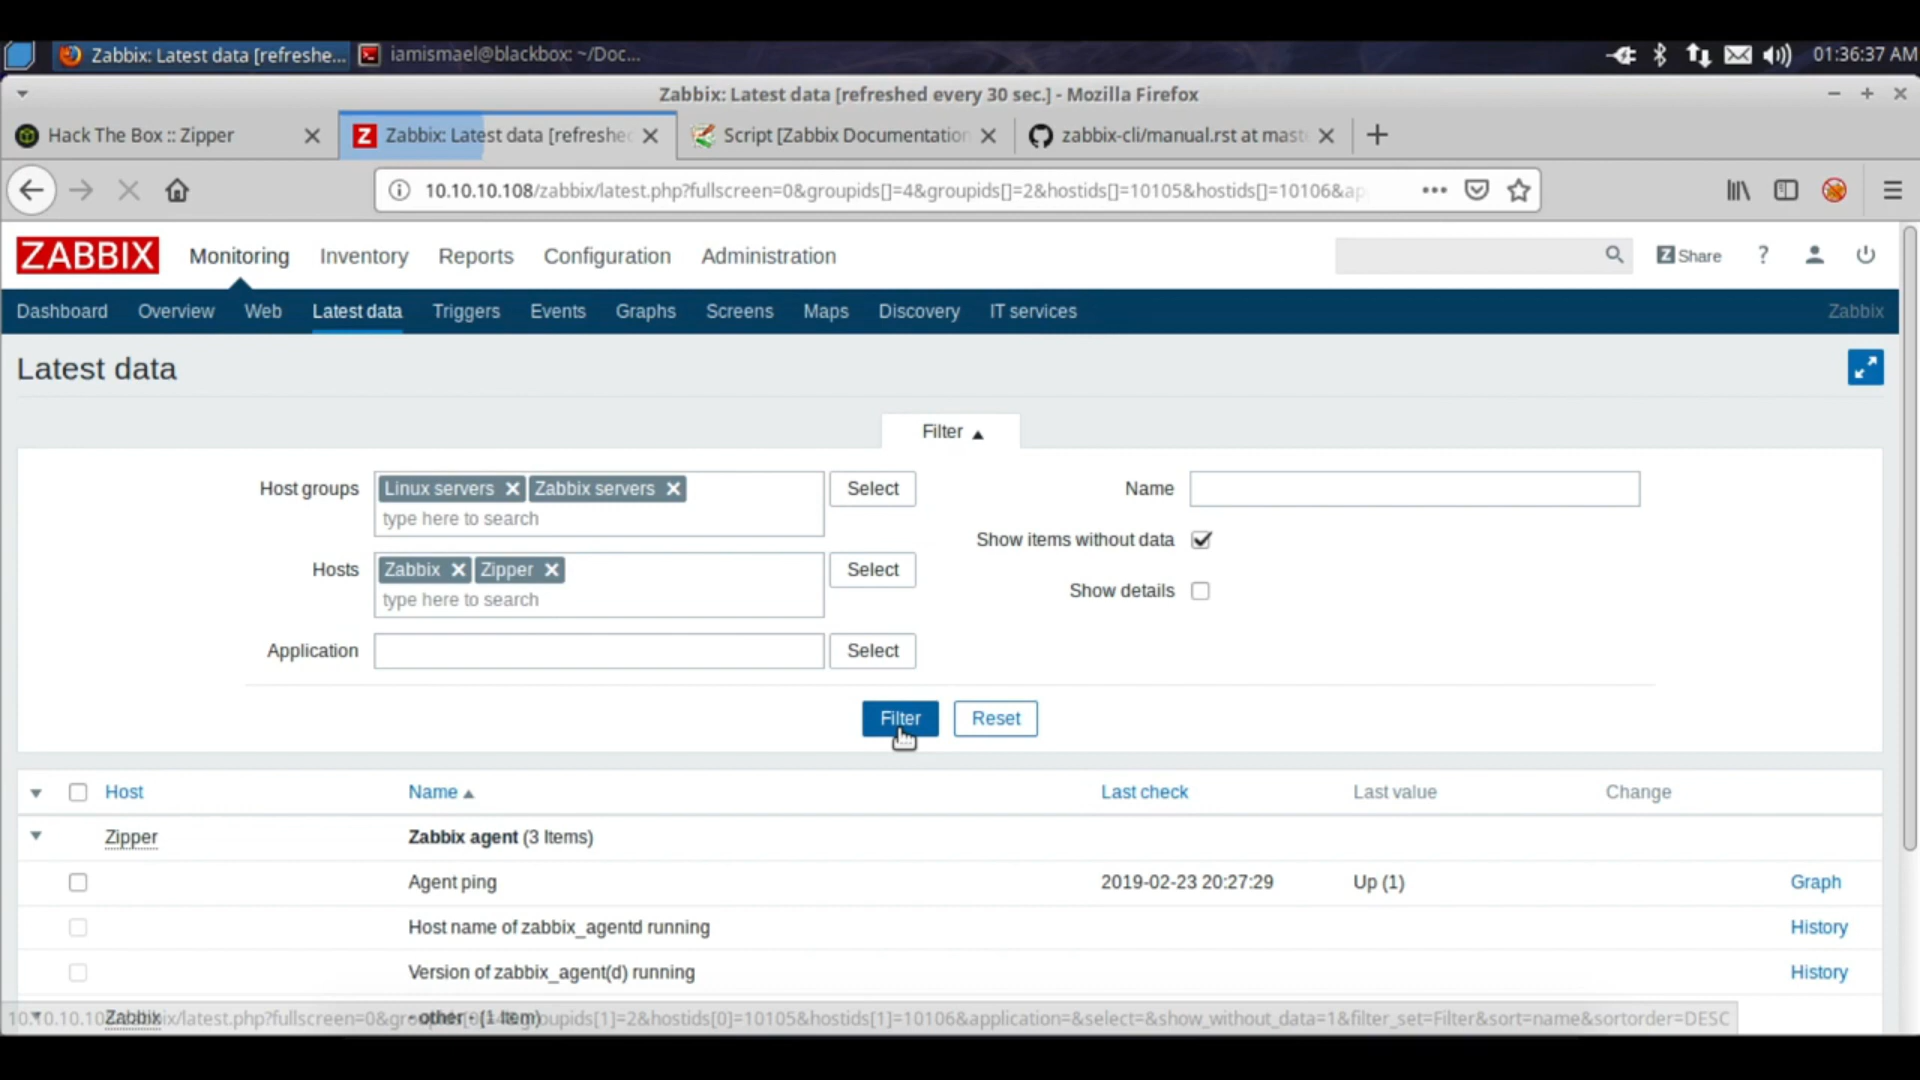 Zabbix: Latest data [refreshe... iamismael@blackbox: ~/Doc... 01:36:37 AM
Zabbix: Latest data [refreshed every 30 sec.] - Mozilla Firefox
Hack The Box :: Zipper Zabbix: Latest data [refreshed Script [Zabbix Documentation zabbix-cli/manual.rst at mast
10.10.10.108/zabbix/latest.php?fullscreen=0&groupids[]=4&groupids[]=2&hostids[]=10105&hostids[]=10106&ap
ZABBIX Monitoring Inventory Reports Configuration Administration Z Share ?
Dashboard Overview Web Latest data Triggers Events Graphs Screens Maps Discovery IT services Zabbix
Latest data
Filter ▲
Host groups Linux servers Zabbix servers Select Name
type here to search
Show items without data
Hosts Zabbix Zipper Select
type here to search
Show details
Application Select
Filter Reset
Host Name ▲ Last check Last value Change
Zipper Zabbix agent (3 Items)
Agent ping 2019-02-23 20:27:29 Up (1) Graph
Host name of zabbix_agentd running History
Version of zabbix_agent(d) running History
Zabbix - other - (1 Item)